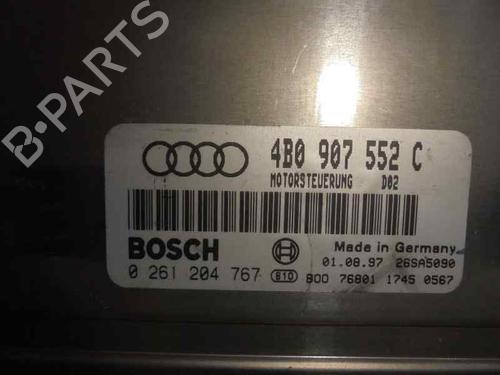 B-PARTS
4B0 907 552 C
MOTORSTEUERUNG D02
BOSCH
Made in Germany
01.08.97 26SA5090
0 261 204 767 810 B00 76801 1745 0567